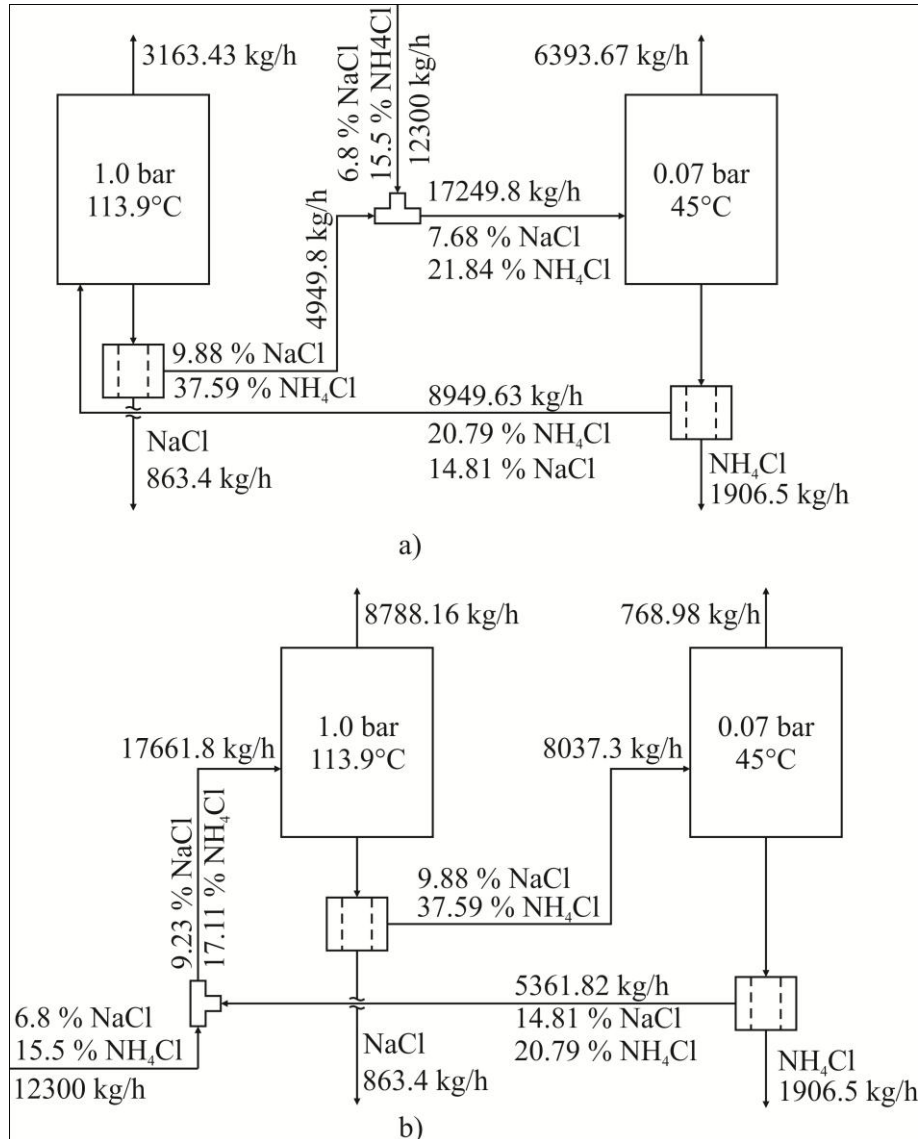 3163.43 kg/h
6.8 % NaCl
15.5 % NH4Cl
12300 kg/h
6393.67 kg/h
1.0 bar
113.9°C
0.07 bar
45°C
17249.8 kg/h
7.68 % NaCl
21.84 % NH₄Cl
4949.8 kg/h
9.88 % NaCl
37.59 % NH₄Cl
8949.63 kg/h
20.79 % NH₄Cl
14.81 % NaCl
NaCl
863.4 kg/h
NH₄Cl
1906.5 kg/h
a)
8788.16 kg/h
768.98 kg/h
1.0 bar
113.9°C
0.07 bar
45°C
17661.8 kg/h
8037.3 kg/h
9.23 % NaCl
17.11 % NH₄Cl
9.88 % NaCl
37.59 % NH₄Cl
5361.82 kg/h
14.81 % NaCl
20.79 % NH₄Cl
6.8 % NaCl
15.5 % NH₄Cl
12300 kg/h
NaCl
863.4 kg/h
NH₄Cl
1906.5 kg/h
b)